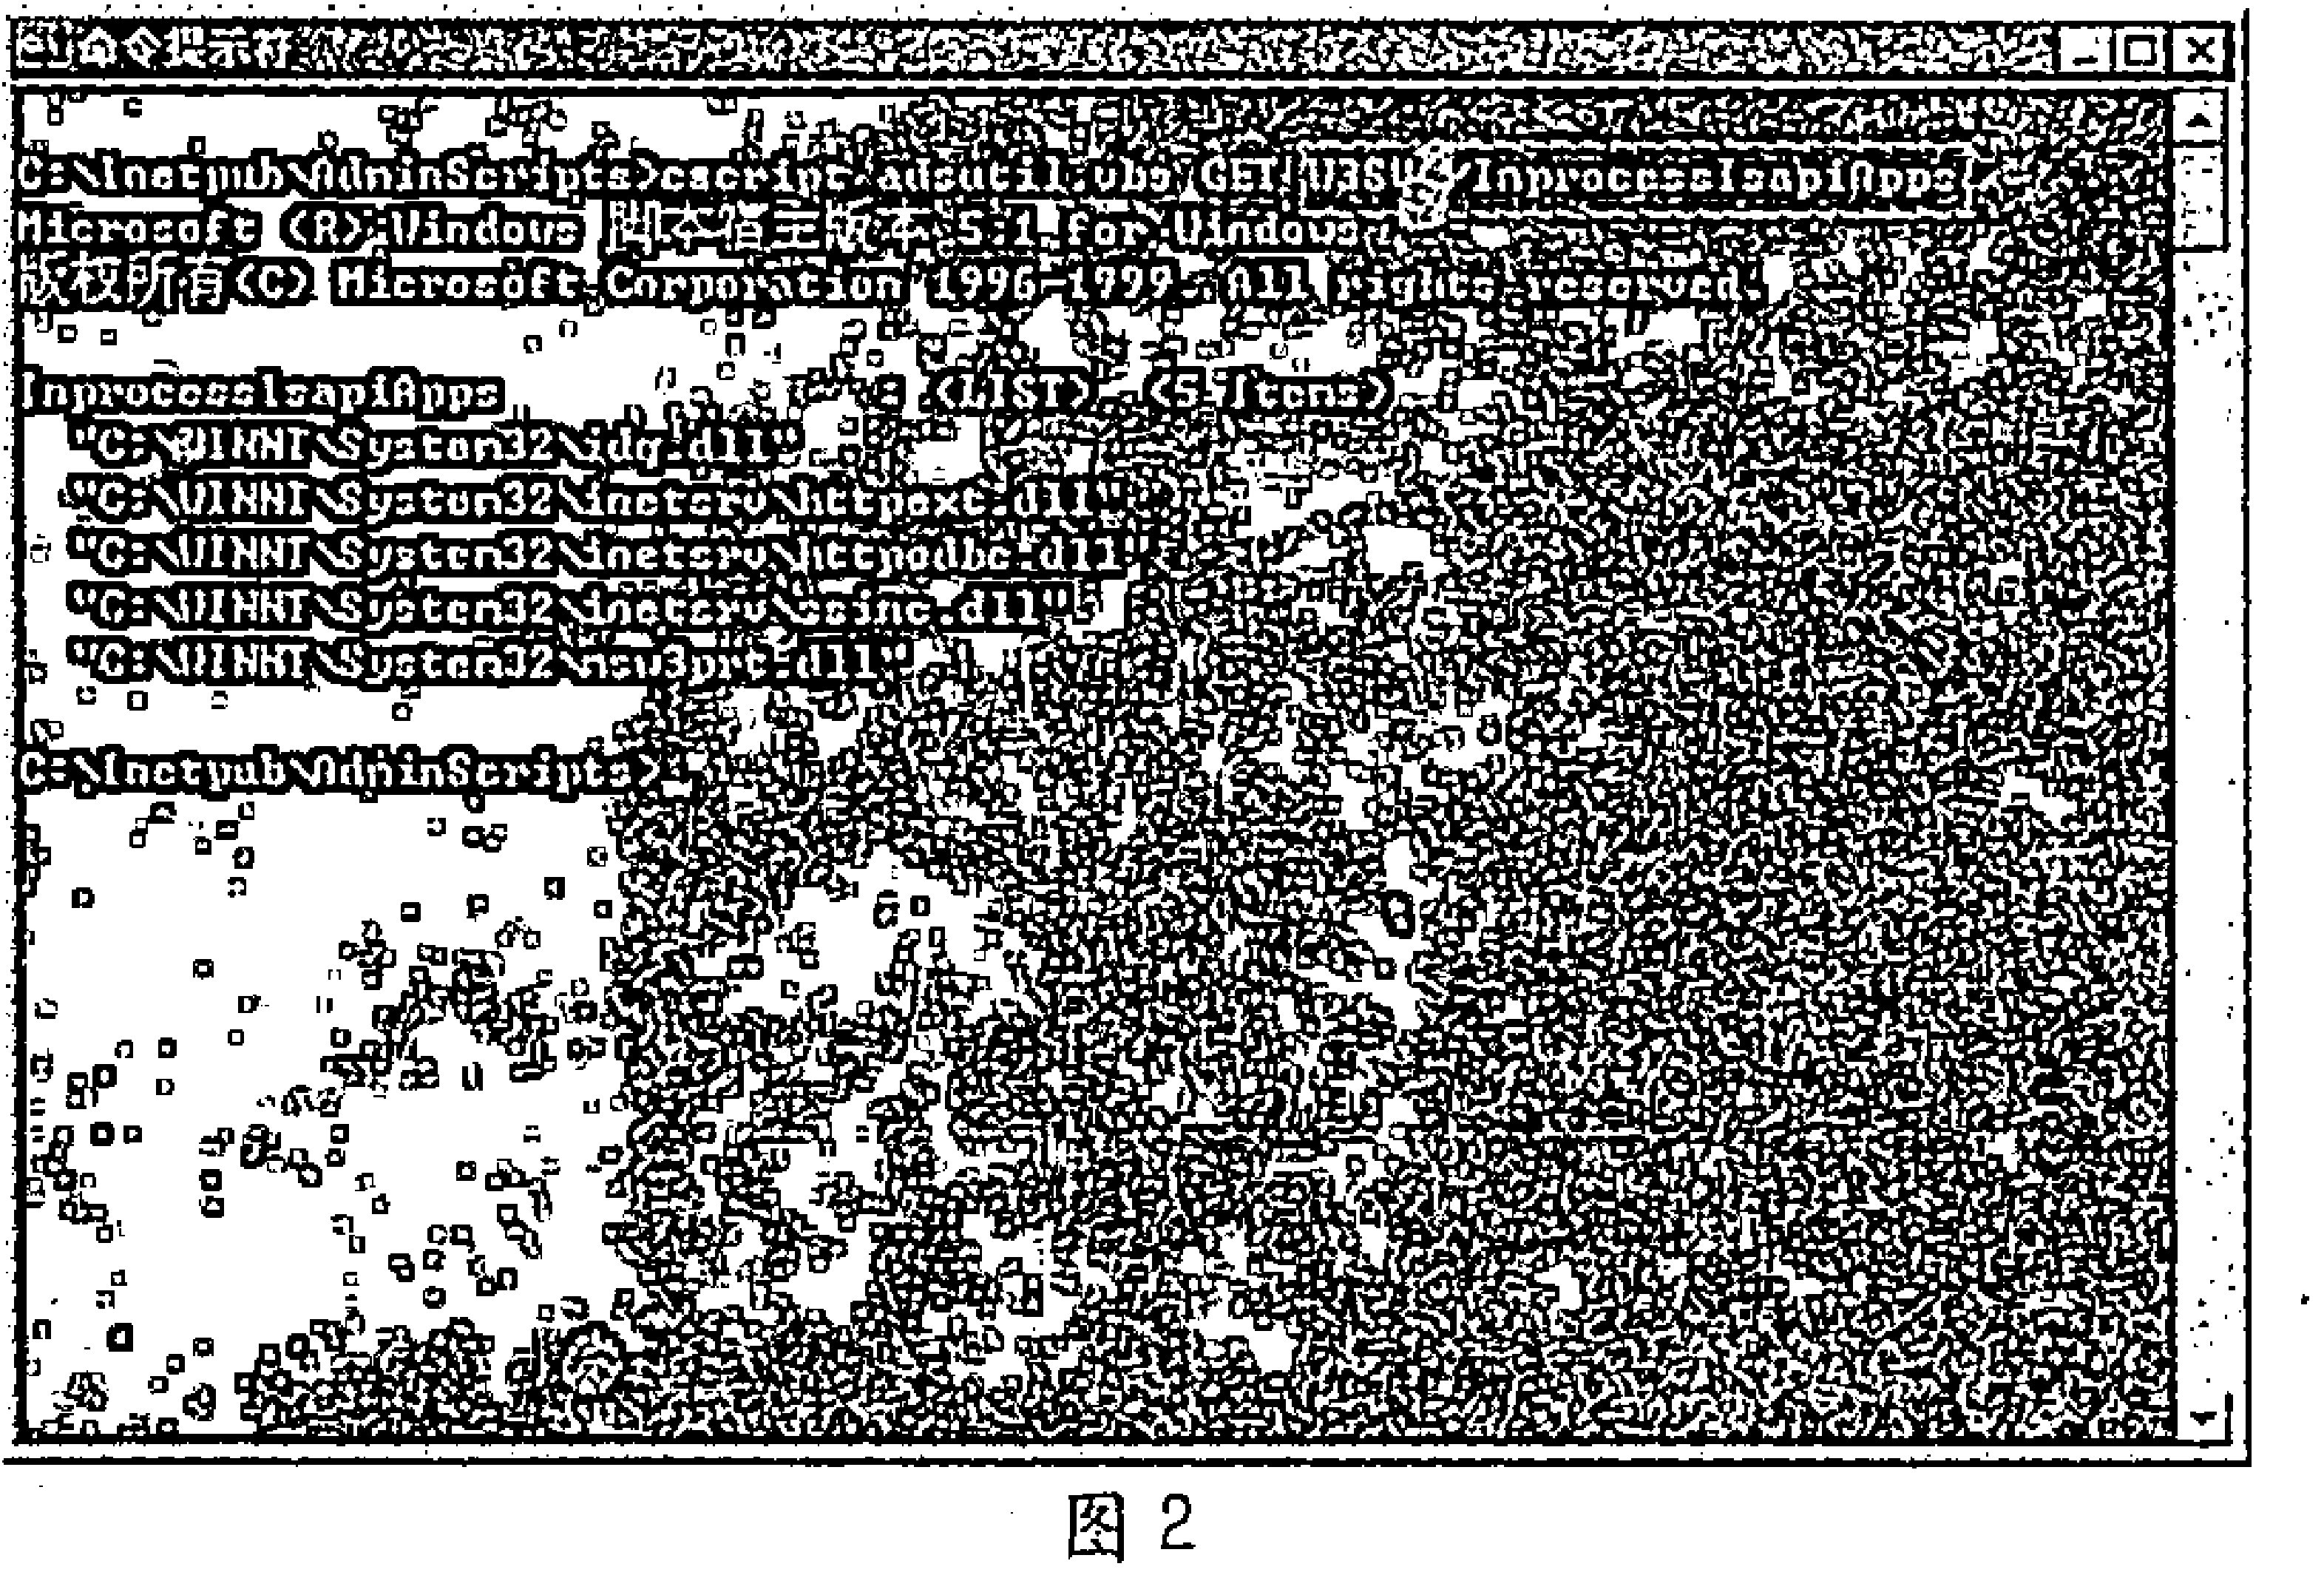 命令提示符
C:\Inetpub\AdminScripts>cscript adsutil.vbs GET W3SVC/InprocessIsapiApps
Microsoft (R) Windows 脚本宿主版本 5.1 for Windows
版权所有(C) Microsoft Corporation 1996-1999. All rights reserved.
InprocessIsapiApps : (LIST) (5 Items)
"C:\WINNT\System32\idq.dll"
"C:\WINNT\System32\inetsrv\httpext.dll"
"C:\WINNT\System32\inetsrv\httpodbc.dll"
"C:\WINNT\System32\inetsrv\ssinc.dll"
"C:\WINNT\System32\msw3prt.dll"
C:\Inetpub\AdminScripts>
图 2